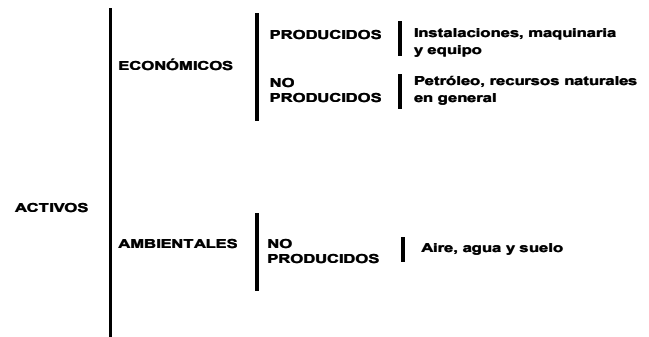 PRODUCIDOS
Instalaciones, maquinaria
y equipo
ECONÓMICOS
NO
PRODUCIDOS
Petróleo, recursos naturales
en general
ACTIVOS
AMBIENTALES
NO
PRODUCIDOS
Aire, agua y suelo